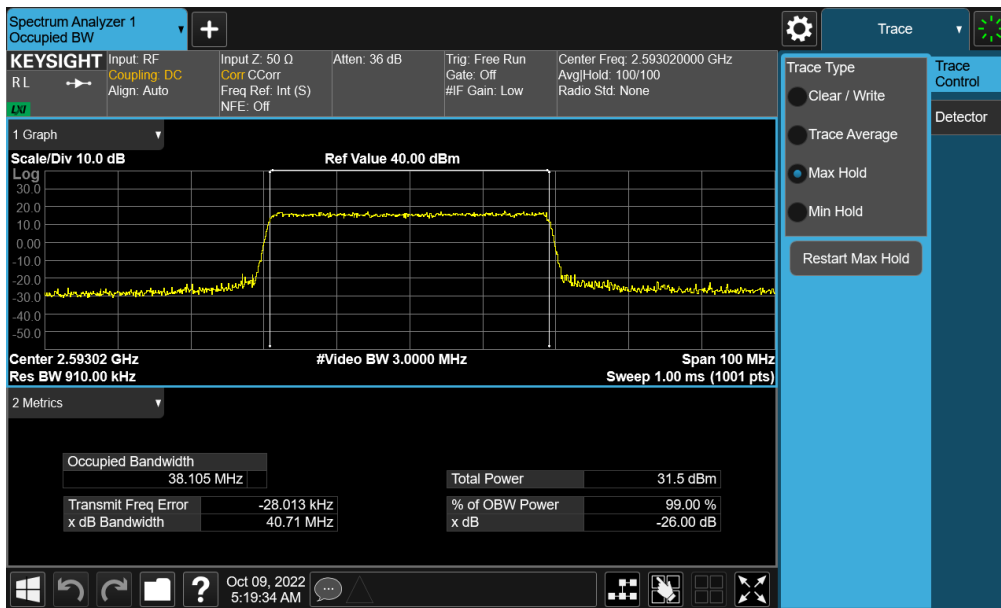 Spectrum Analyzer 1
Occupied BW
Trace
KEYSIGHT
R L
LXI
Input: RF
Coupling: DC
Align: Auto
Input Z: 50 Ω
Corr CCorr
Freq Ref: Int (S)
NFE: Off
Atten: 36 dB
Trig: Free Run
Gate: Off
#IF Gain: Low
Center Freq: 2.593020000 GHz
Avg|Hold: 100/100
Radio Std: None
Trace Type
Clear / Write
Trace Average
Max Hold
Min Hold
Restart Max Hold
Trace
Control
Detector
1 Graph
Scale/Div 10.0 dB
Ref Value 40.00 dBm
Log
30.0
20.0
10.0
0.00
-10.0
-20.0
-30.0
-40.0
-50.0
Center 2.59302 GHz
#Video BW 3.0000 MHz
Span 100 MHz
Res BW 910.00 kHz
Sweep 1.00 ms (1001 pts)
2 Metrics
Occupied Bandwidth
38.105 MHz
Transmit Freq Error -28.013 kHz
x dB Bandwidth 40.71 MHz
Total Power 31.5 dBm
% of OBW Power 99.00 %
x dB -26.00 dB
?
Oct 09, 2022
5:19:34 AM